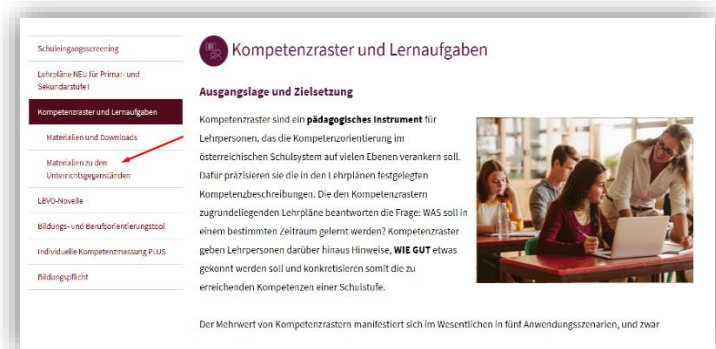 Schuleingangsscreening
Lehrpläne NEU für Primar- und
Sekundarstufe I
Kompetenzraster und Lernaufgaben
Materialien und Downloads
Materialien zu den
Unterrichtsgegenständen
LBVO-Novelle
Bildungs- und Berufsorientierungstool
Individuelle Kompetenzmessung PLUS
Bildungspflicht
Kompetenzraster und Lernaufgaben
Ausgangslage und Zielsetzung
Kompetenzraster sind ein pädagogisches Instrument für
Lehrpersonen, das die Kompetenzorientierung im
österreichischen Schulsystem auf vielen Ebenen verankern soll.
Dafür präzisieren sie die in den Lehrplänen festgelegten
Kompetenzbeschreibungen. Die den Kompetenzrastern
zugrundeliegenden Lehrpläne beantworten die Frage: WAS soll in
einem bestimmten Zeitraum gelernt werden? Kompetenzraster
geben Lehrpersonen darüber hinaus Hinweise, WIE GUT etwas
gekonnt werden soll und konkretisieren somit die zu
erreichenden Kompetenzen einer Schulstufe.
Der Mehrwert von Kompetenzrastern manifestiert sich im Wesentlichen in fünf Anwendungsszenarien, und zwar